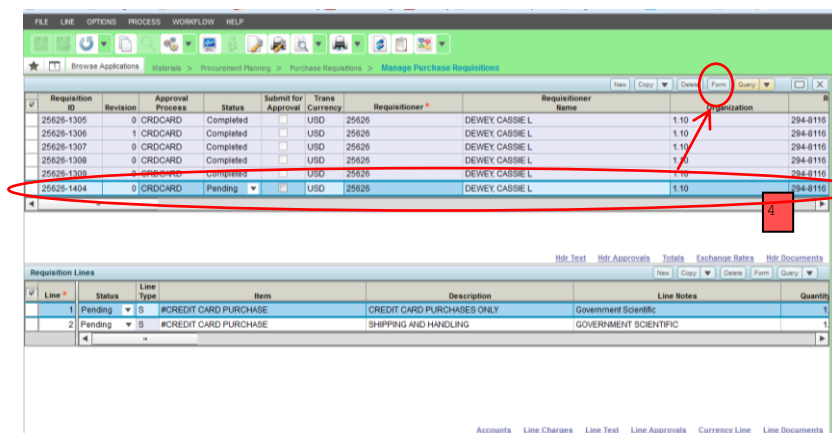 FILE LINE OPTIONS PROCESS WORKFLOW HELP
Browse Applications Materials > Procurement Planning > Purchase Requisitions > Manage Purchase Requisitions
New Copy Delete Form Query
Requisition ID Revision Approval Process Status Submit for Approval Trans Currency Requisitioner * Requisitioner Name Organization R
25626-1305 0 CRDCARD Completed USD 25626 DEWEY, CASSIE L 1.10 294-8116
25626-1306 1 CRDCARD Completed USD 25626 DEWEY, CASSIE L 1.10 294-8116
25626-1307 0 CRDCARD Completed USD 25626 DEWEY, CASSIE L 1.10 294-8116
25626-1308 0 CRDCARD Completed USD 25626 DEWEY, CASSIE L 1.10 294-8116
25626-1309 0 CRDCARD Completed USD 25626 DEWEY, CASSIE L 1.10 294-8116
25626-1404 0 CRDCARD Pending USD 25626 DEWEY, CASSIE L 1.10 294-8116
4
Hdr Text Hdr Approvals Totals Exchange Rates Hdr Documents
Requisition Lines New Copy Delete Form Query
Line * Status Line Type Item Description Line Notes Quantity
1 Pending S #CREDIT CARD PURCHASE CREDIT CARD PURCHASES ONLY Government Scientific 1.
2 Pending S #CREDIT CARD PURCHASE SHIPPING AND HANDLING GOVERNMENT SCIENTIFIC 1.
Accounts Line Charges Line Text Line Approvals Currency Line Line Documents